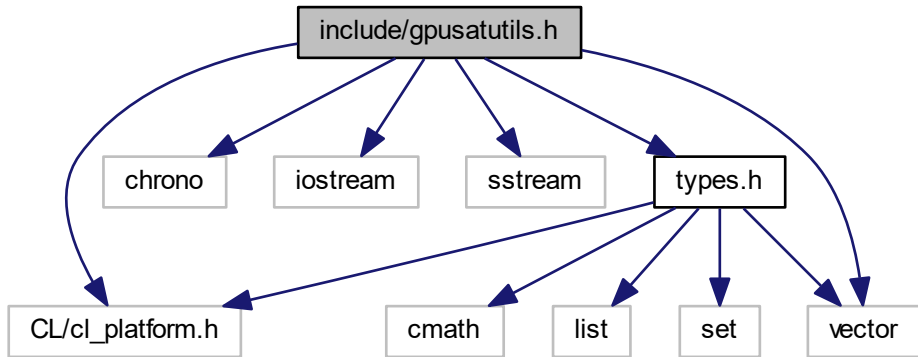 include/gpusatutils.h
chrono
iostream
sstream
types.h
CL/cl_platform.h
cmath
list
set
vector